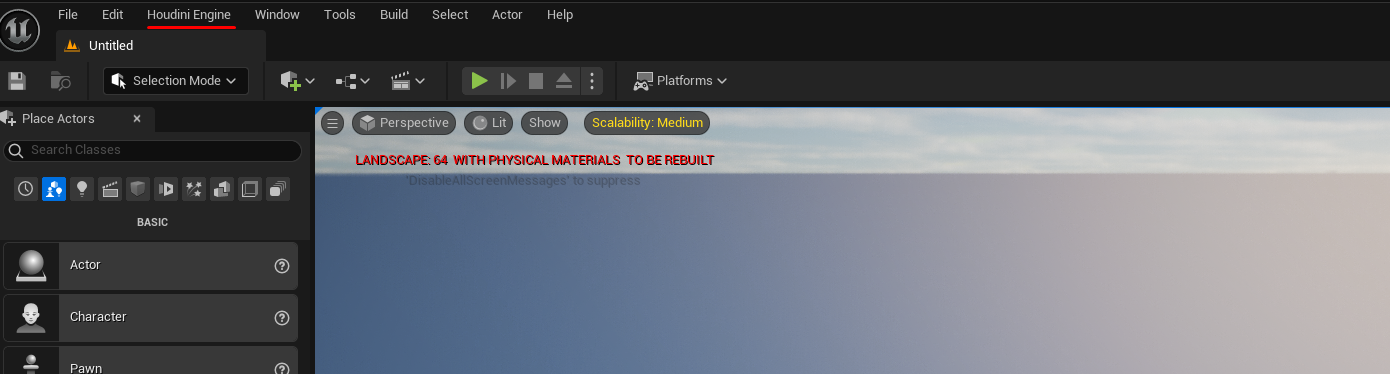 File Edit Houdini Engine Window Tools Build Select Actor Help
Untitled
Selection Mode Platforms
Place Actors
Perspective Lit Show Scalability: Medium
Search Classes
LANDSCAPE: 64 WITH PHYSICAL MATERIALS TO BE REBUILT
'DisableAllScreenMessages' to suppress
BASIC
Actor
Character
Pawn